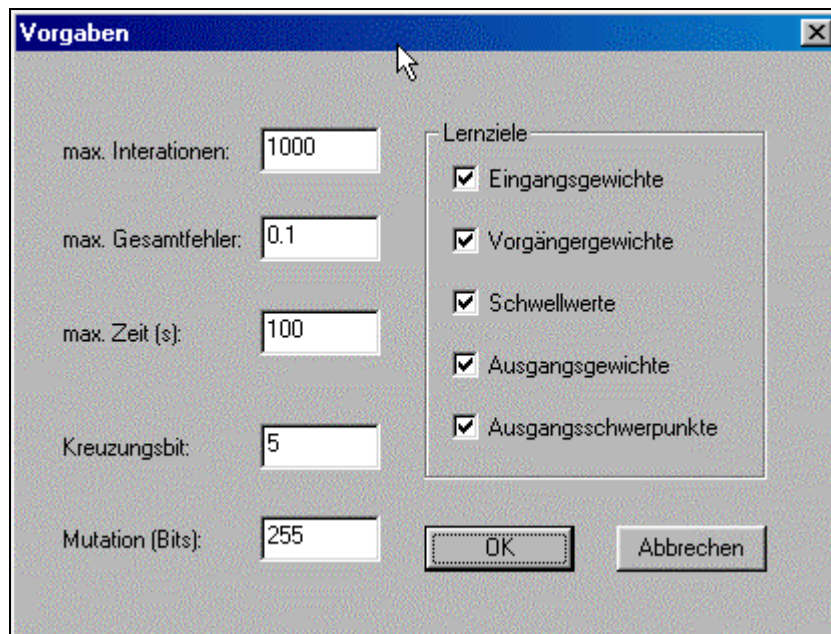 Vorgaben
max. Interationen:
1000
max. Gesamtfehler:
0.1
max. Zeit (s):
100
Kreuzungsbit:
5
Mutation (Bits):
255
Lernziele
Eingangsgewichte
Vorgängergewichte
Schwellwerte
Ausgangsgewichte
Ausgangsschwerpunkte
OK
Abbrechen